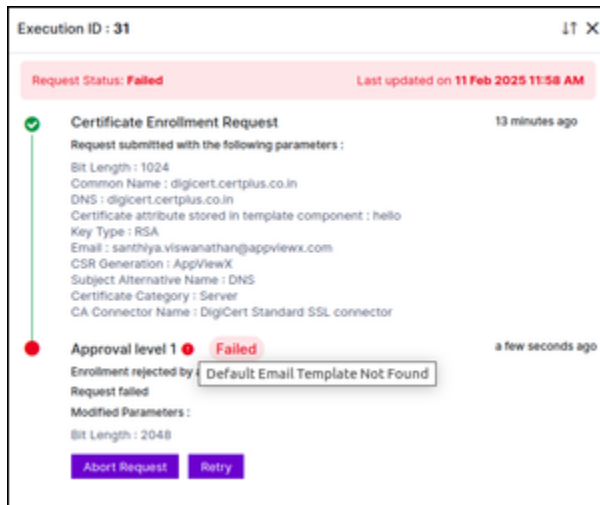 Execution ID : 31
Request Status: Failed
Last updated on 11 Feb 2025 11:58 AM
Certificate Enrollment Request
13 minutes ago
Request submitted with the following parameters :
Bit Length : 1024
Common Name : digicert.certplus.co.in
DNS : digicert.certplus.co.in
Certificate attribute stored in template component : hello
Key Type : RSA
Email : santhiya.viswanathan@appviewx.com
CSR Generation : AppViewX
Subject Alternative Name : DNS
Certificate Category : Server
CA Connector Name : DigiCert Standard SSL connector
Approval level 1
Failed
a few seconds ago
Enrollment rejected by
Default Email Template Not Found
Request failed
Modified Parameters :
Bit Length : 2048
Abort Request
Retry